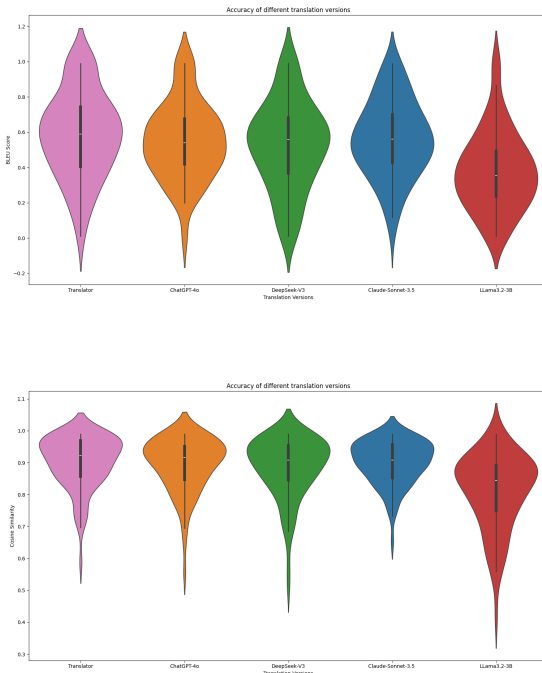 Accuracy of different translation versions
1.2
1.0
0.8
0.6
0.4
0.2
0.0
−0.2
BLEU Score
Translator ChatGPT-4o DeepSeek-V3 Claude-Sonnet-3.5 LLama3.2-3B
Translation Versions
Accuracy of different translation versions
1.1
1.0
0.9
0.8
0.7
0.6
0.5
0.4
0.3
Cosine Similarity
Translator ChatGPT-4o DeepSeek-V3 Claude-Sonnet-3.5 LLama3.2-3B
Translation Versions